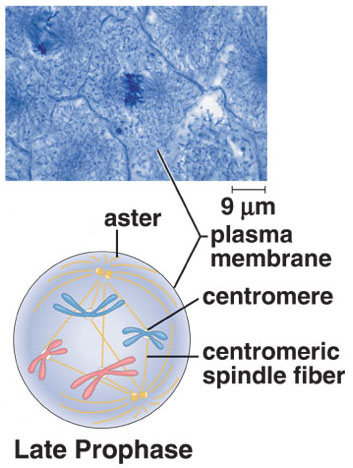 9 µm
aster
plasma
membrane
centromere
centromeric
spindle fiber
Late Prophase